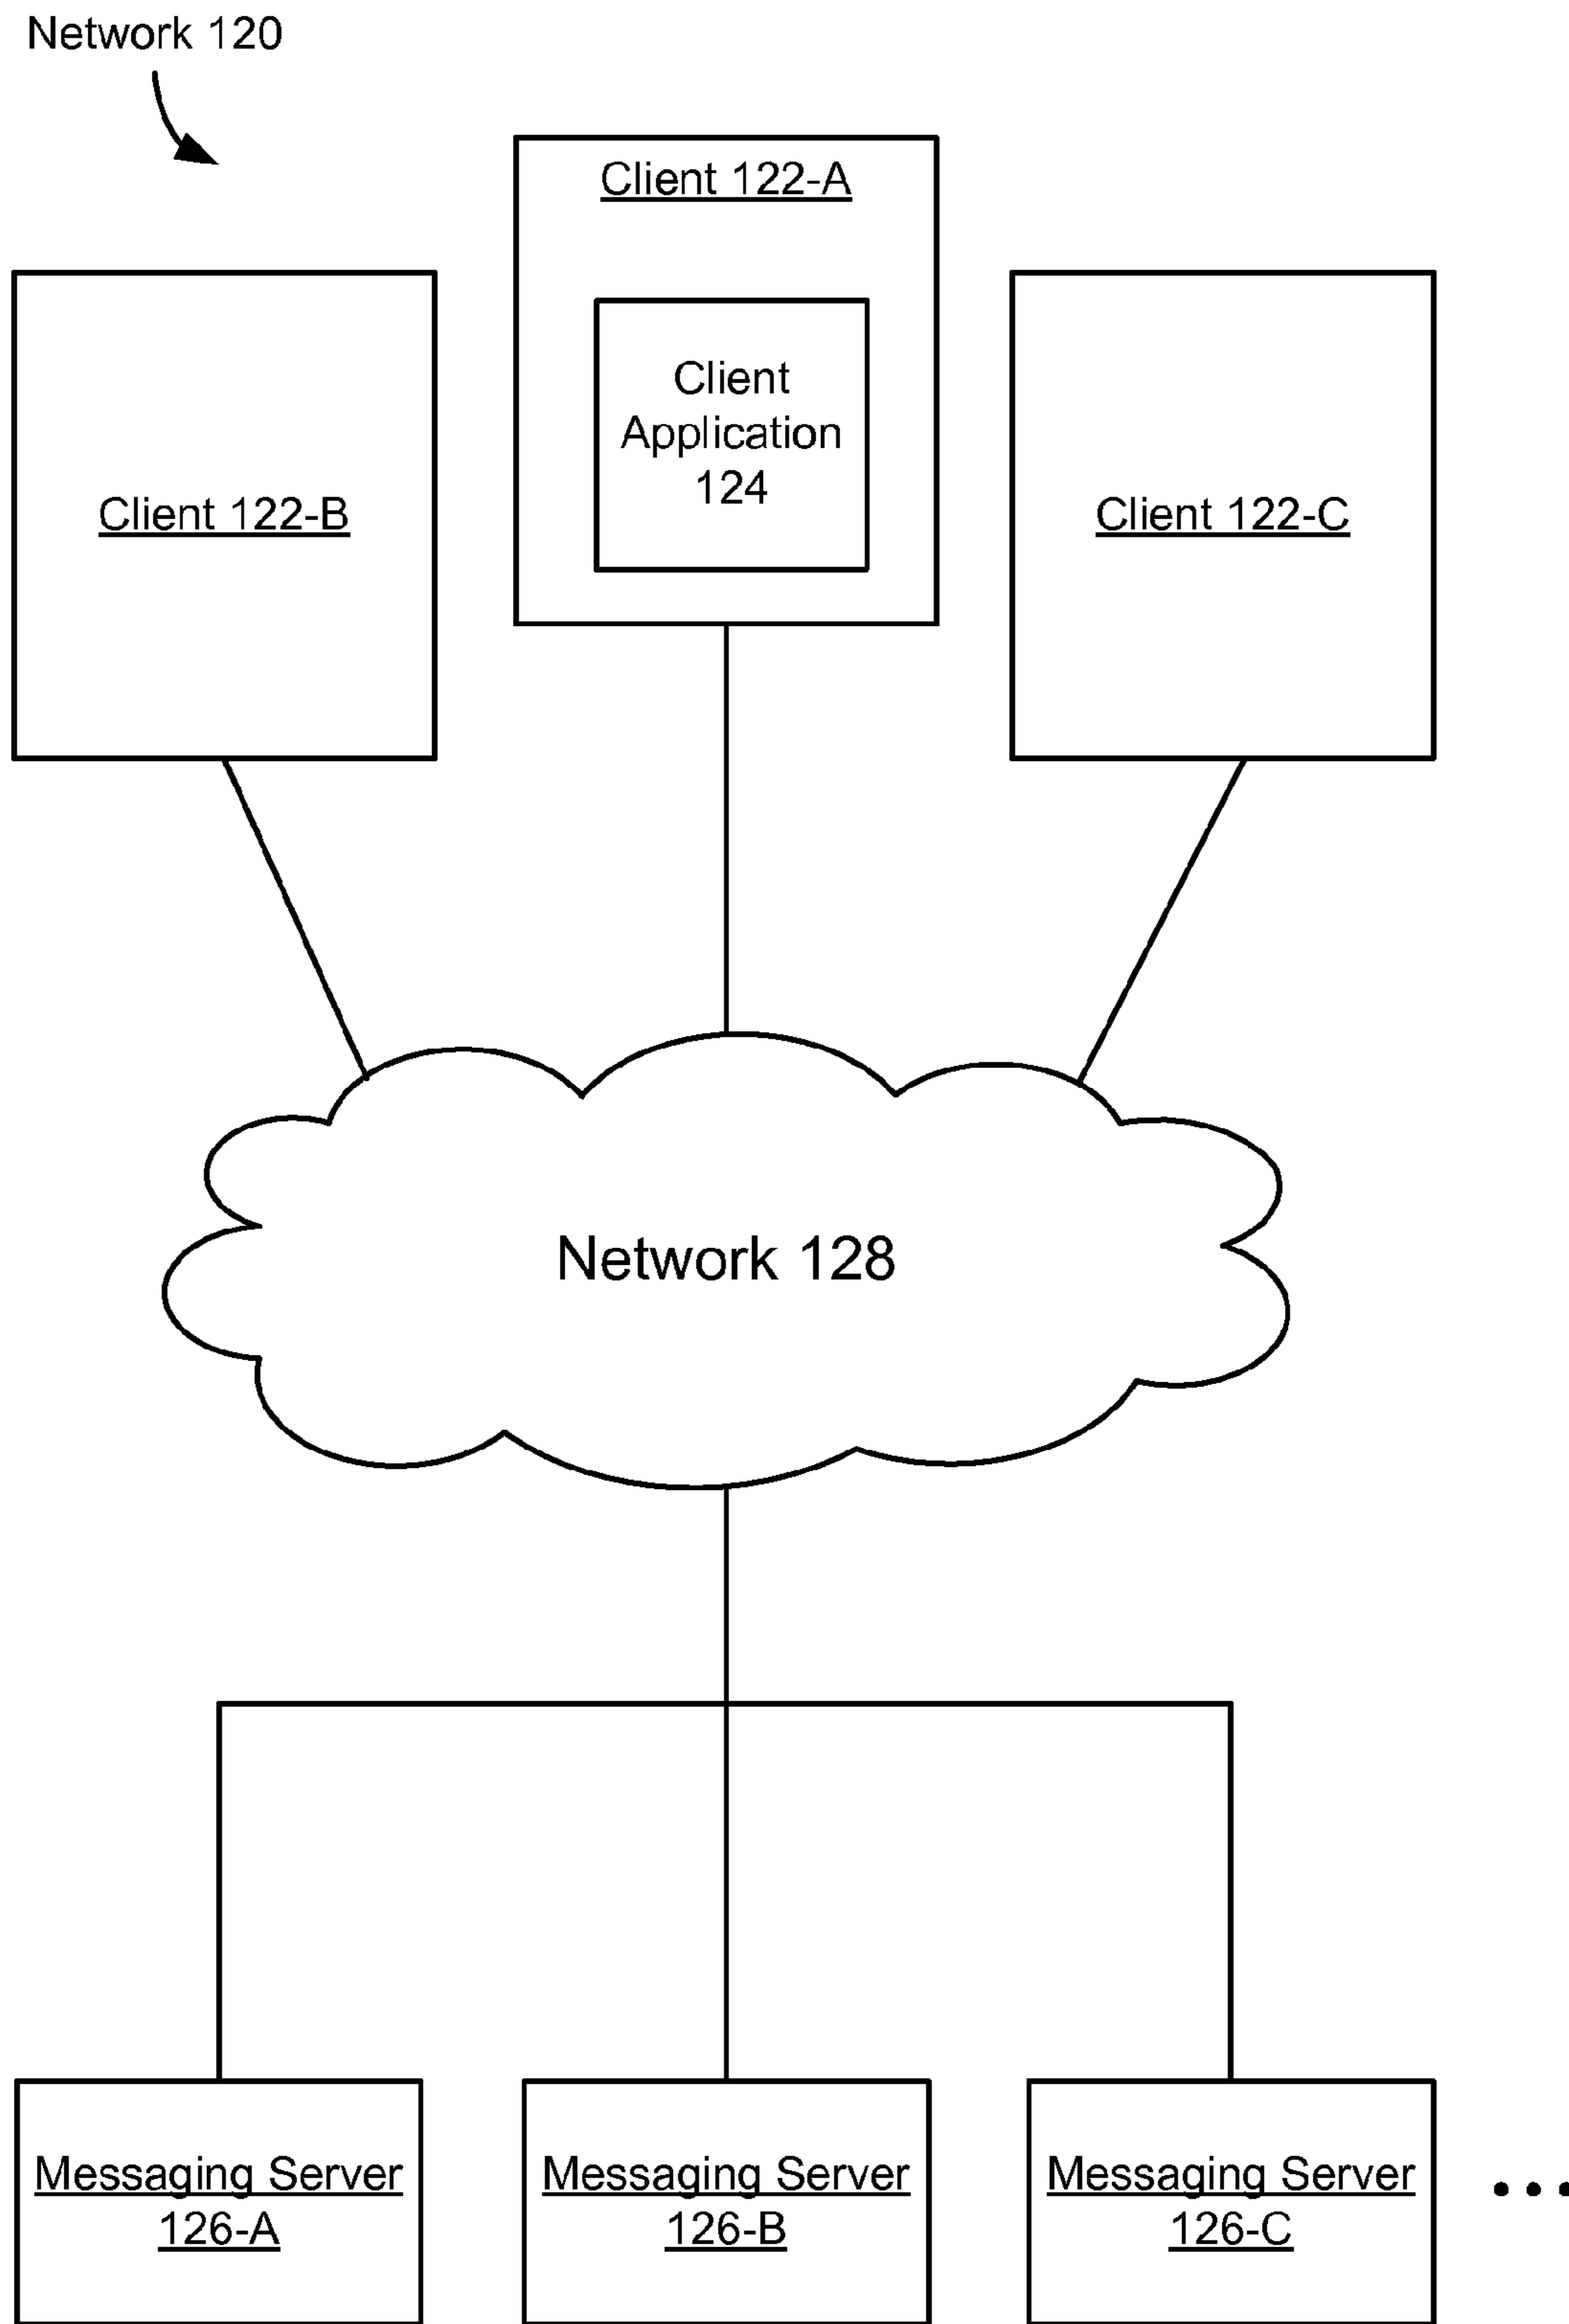 Network 120
Client 122-A
Client
Application
124
Client 122-B
Client 122-C
Network 128
Messaging Server
126-A
Messaging Server
126-B
Messaging Server
126-C
...